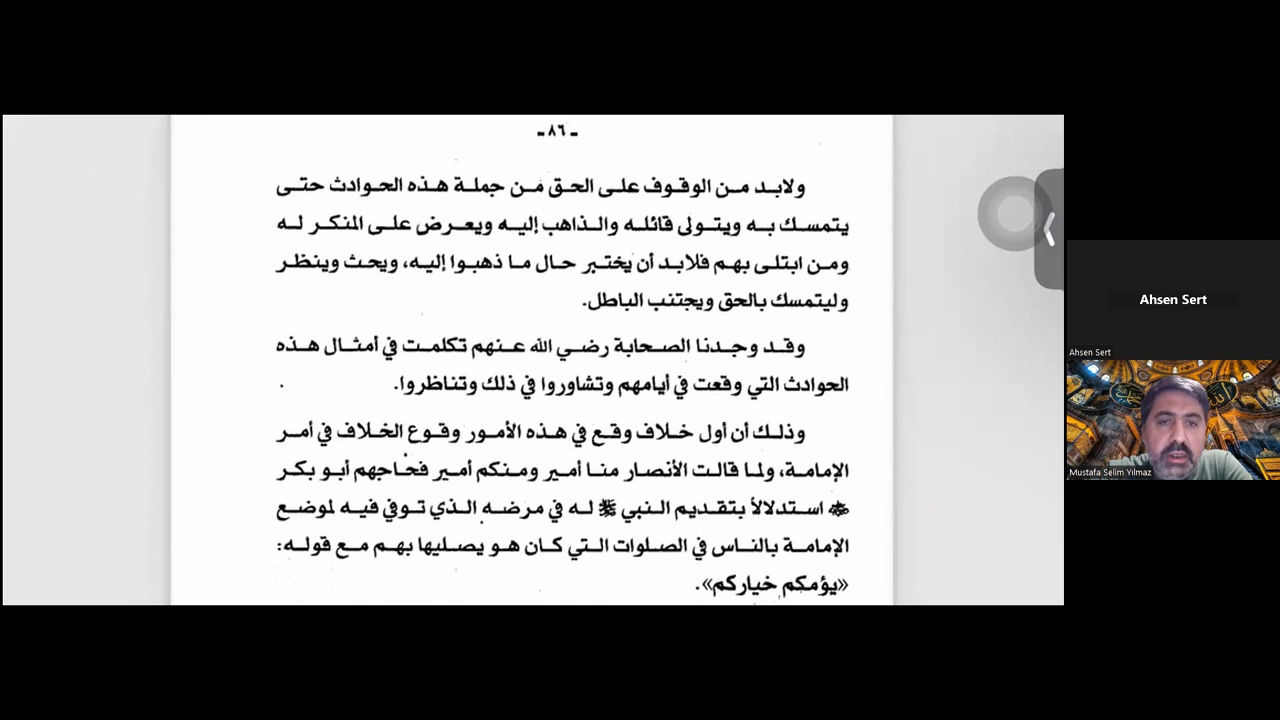 -٨٦-
ولابد من الوقوف على الحق من جملة هذه الحوادث حتى
يتمسك به ويتولى قائله والذاهب إليه ويعرض على المنكر له
ومن ابتلى بهم فلابد أن يختبر حال ما ذهبوا إليه، ويحث وينظر
وليتمسك بالحق ويجتنب الباطل.
وقد وجدنا الصحابة رضي الله عنهم تكلمت في أمثال هذه
الحوادث التي وقعت في أيامهم وتشاوروا في ذلك وتناظروا.
وذلك أن أول خلاف وقع في هذه الأمور وقوع الخلاف في أمر
الإمامة، ولما قالت الأنصار منا أمير ومنكم أمير فحاجهم أبو بكر
رضي الله عنه استدلالاً بتقديم النبي ﷺ له في مرضه الذي توفي فيه لموضع
الإمامة بالناس في الصلوات التي كان هو يصليها بهم مع قوله:
«يؤمكم خياركم».
Ahsen Sert
Ahsen Sert
Mustafa Selim Yılmaz